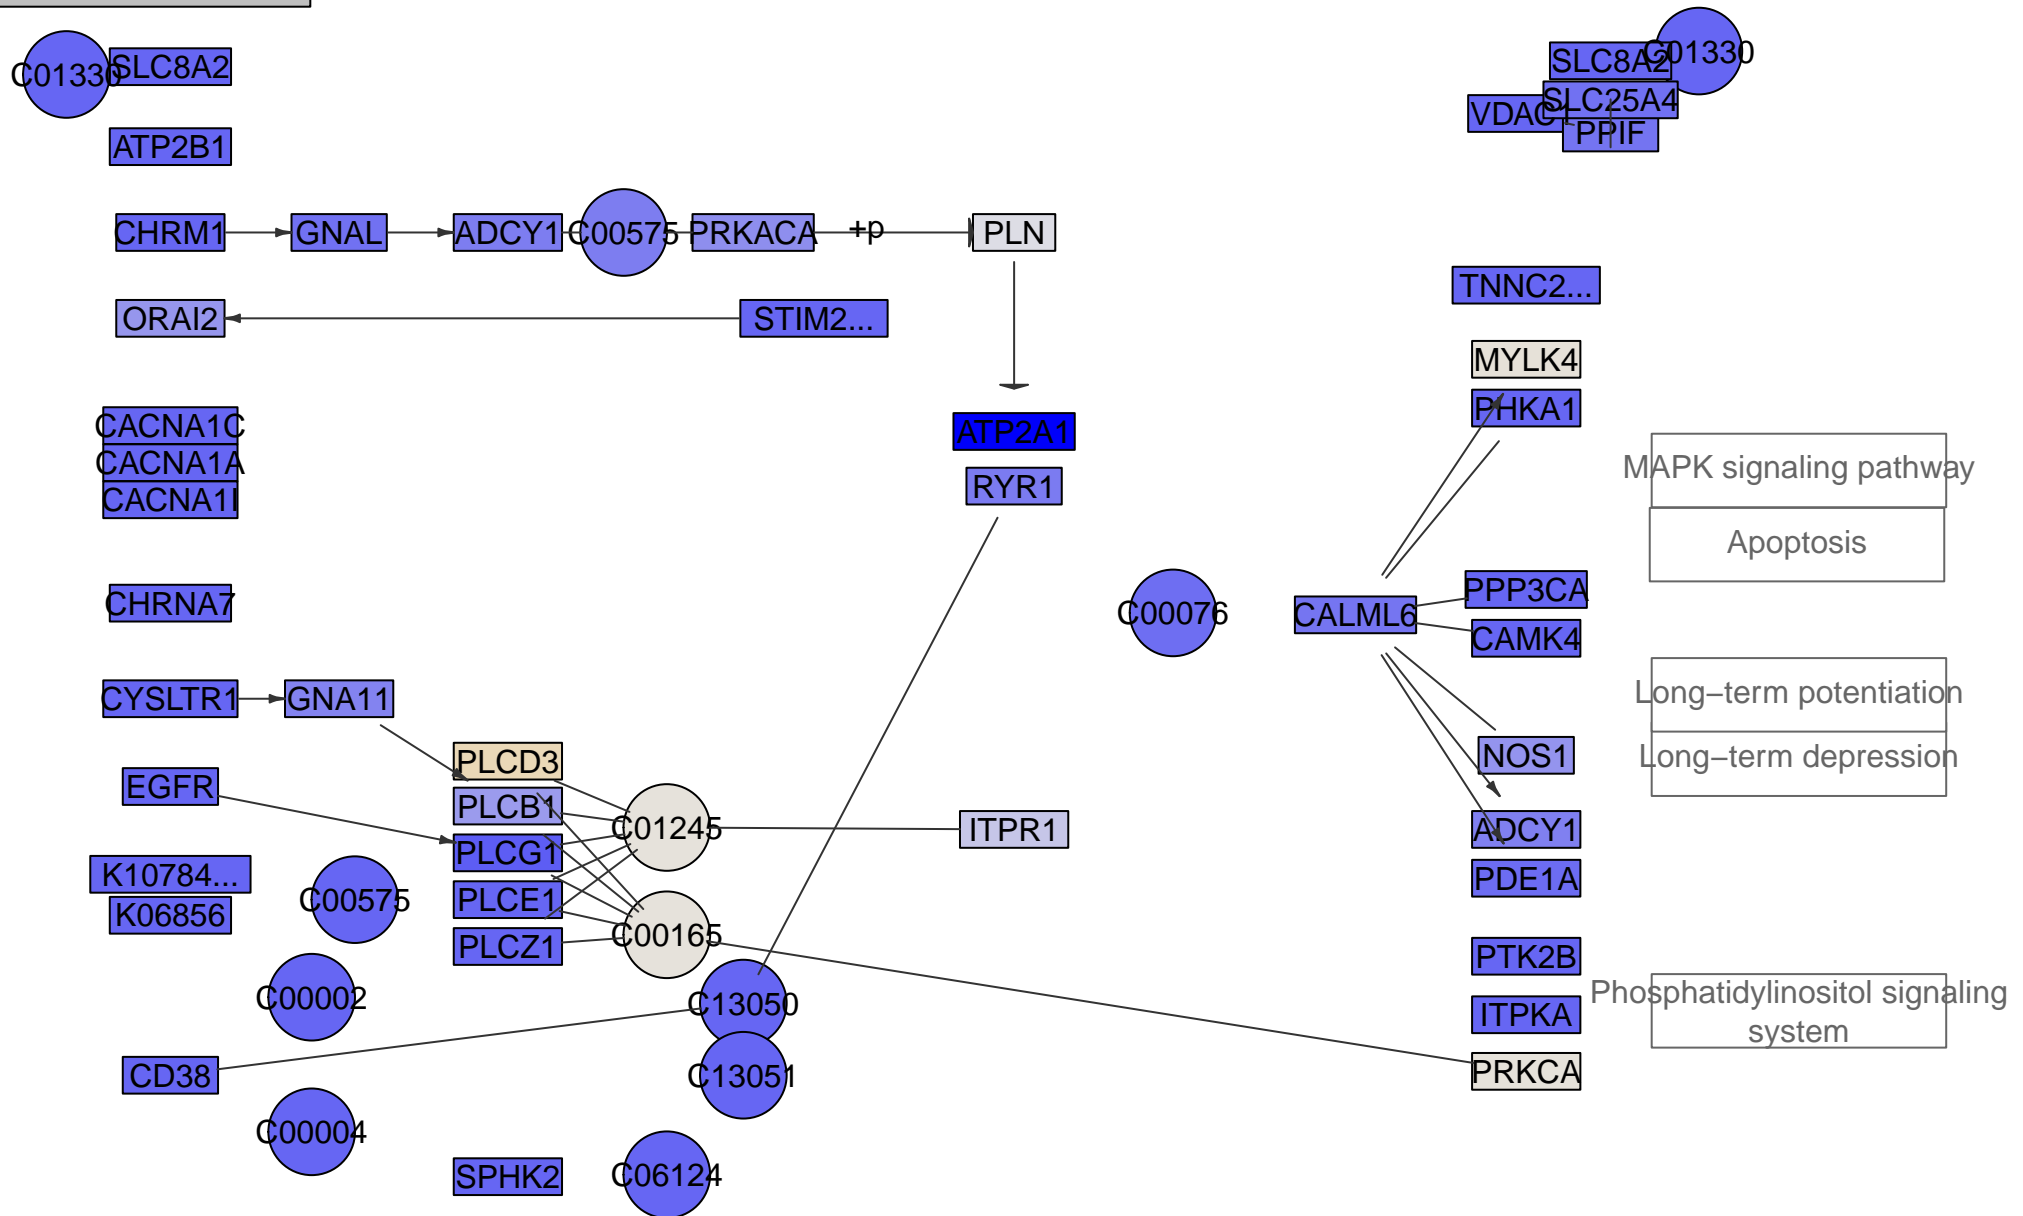 C01330
SLC8A2
SLC8A2
C01330
SLC25A4
VDAC1
PPIF
ATP2B1
CHRM1
GNAL
ADCY1
C00575
PRKACA
+p
PLN
TNNC2...
ORAI2
STIM2...
MYLK4
PHKA1
CACNA1C
CACNA1A
CACNA1I
ATP2A1
RYR1
MAPK signaling pathway
Apoptosis
CHRNA7
C00076
CALML6
PPP3CA
CAMK4
CYSLTR1
GNA11
Long–term potentiation
Long–term depression
NOS1
PLCD3
EGFR
PLCB1
C01245
ITPR1
ADCY1
PLCG1
K10784...
C00575
PLCE1
PDE1A
K06856
C00165
PLCZ1
PTK2B
C00002
C13050
ITPKA
Phosphatidylinositol signaling
system
CD38
C13051
PRKCA
C00004
SPHK2
C06124